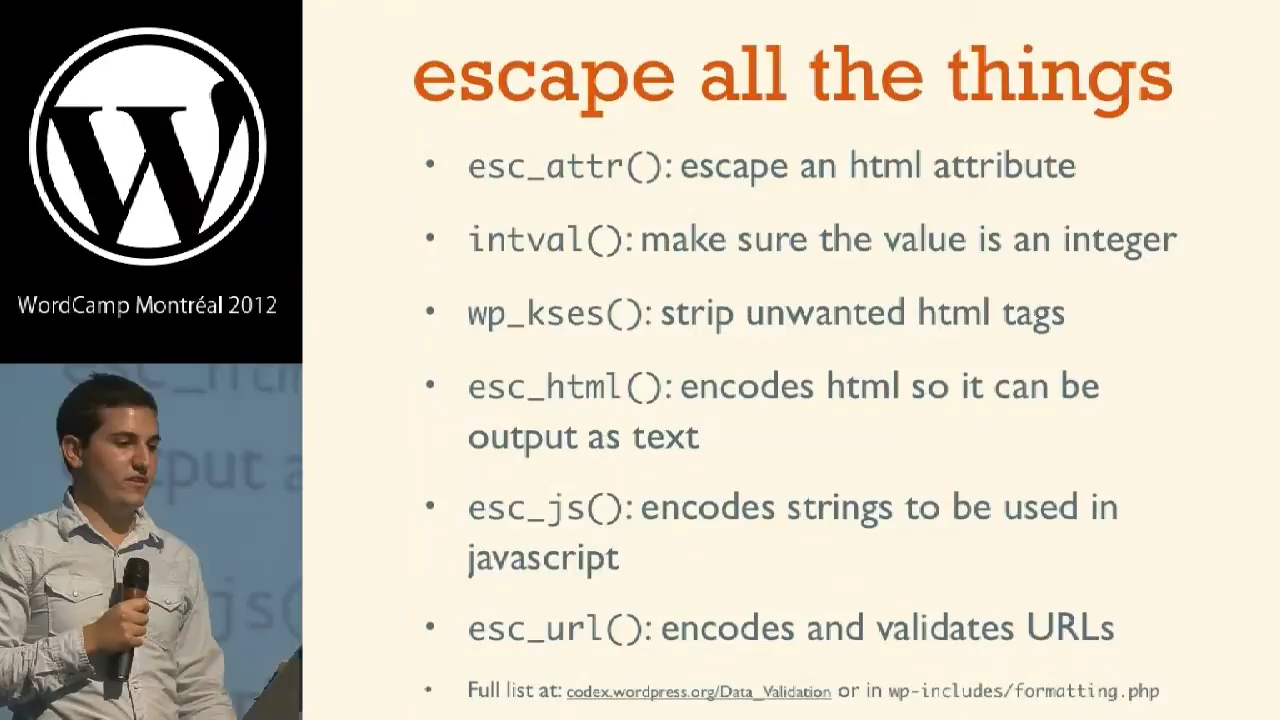 WordCamp Montréal 2012
escape all the things
• esc_attr(): escape an html attribute
• intval(): make sure the value is an integer
• wp_kses(): strip unwanted html tags
• esc_html(): encodes html so it can be
output as text
• esc_js(): encodes strings to be used in
javascript
• esc_url(): encodes and validates URLs
• Full list at: codex.wordpress.org/Data_Validation or in wp-includes/formatting.php
esc_htm
output a
js(